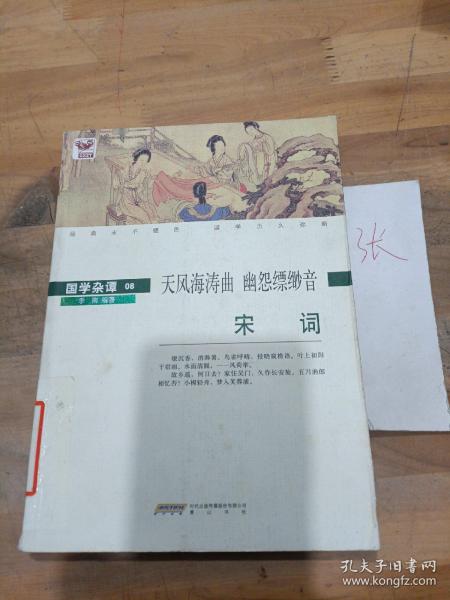 经典永不褪色 国学历久弥新
国学杂谭 08
李南 编著
天风海涛曲 幽怨缥缈音
宋 词
燎沉香，消溽暑。鸟雀呼晴，侵晓窥檐语。叶上初阳
干宿雨、水面清圆，一一风荷举。
故乡遥，何日去？家住吴门，久作长安旅。五月渔郎
相忆否？小楫轻舟，梦入芙蓉浦。
时代出版传媒股份有限公司
黄山书社
张
孔夫子旧书网
www.kongfz.com